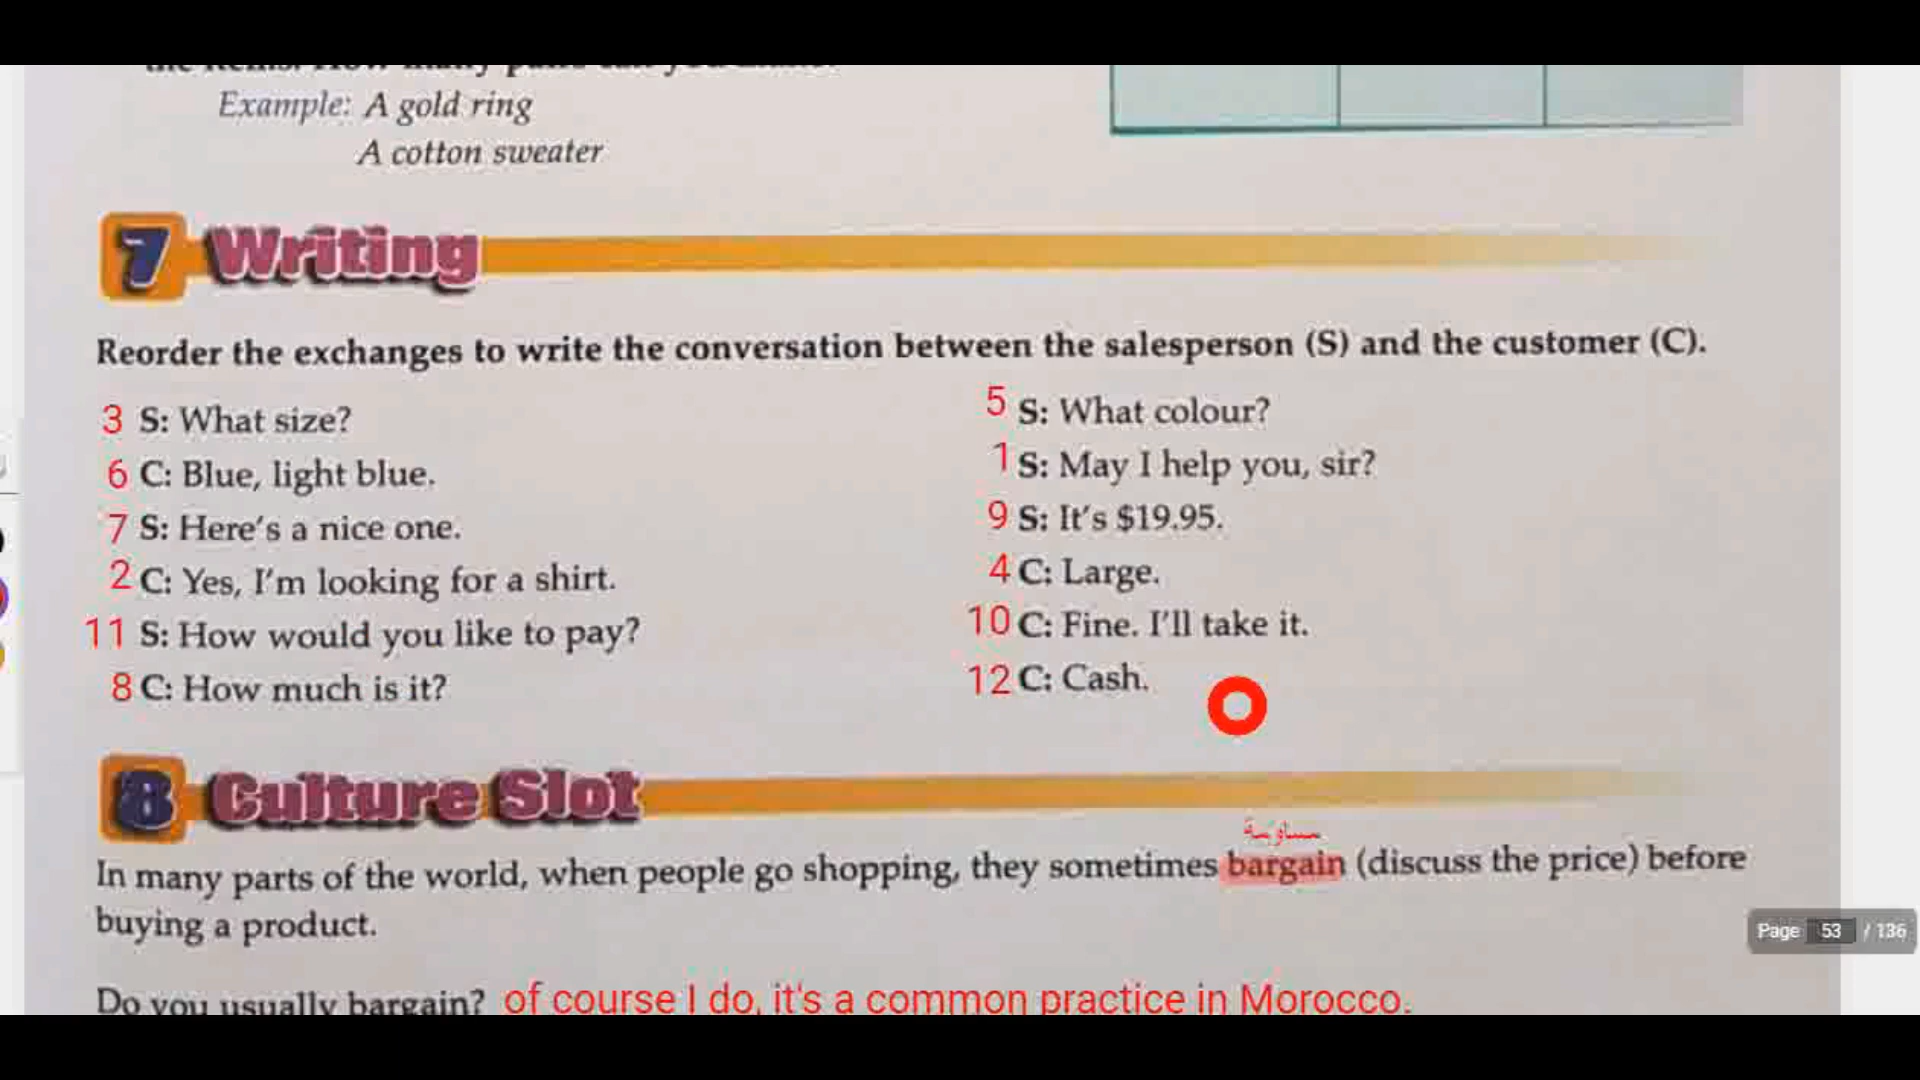 Example: A gold ring
A cotton sweater
7 Writing
Reorder the exchanges to write the conversation between the salesperson (S) and the customer (C).
3 S: What size?
6 C: Blue, light blue.
7 S: Here's a nice one.
2 C: Yes, I'm looking for a shirt.
11 S: How would you like to pay?
8 C: How much is it?
5 S: What colour?
1 S: May I help you, sir?
9 S: It's $19.95.
4 C: Large.
10 C: Fine. I'll take it.
12 C: Cash.
8 Culture Slot
مساومة
In many parts of the world, when people go shopping, they sometimes bargain (discuss the price) before
buying a product.
Page 53 / 136
Do you usually bargain? of course I do, it's a common practice in Morocco.